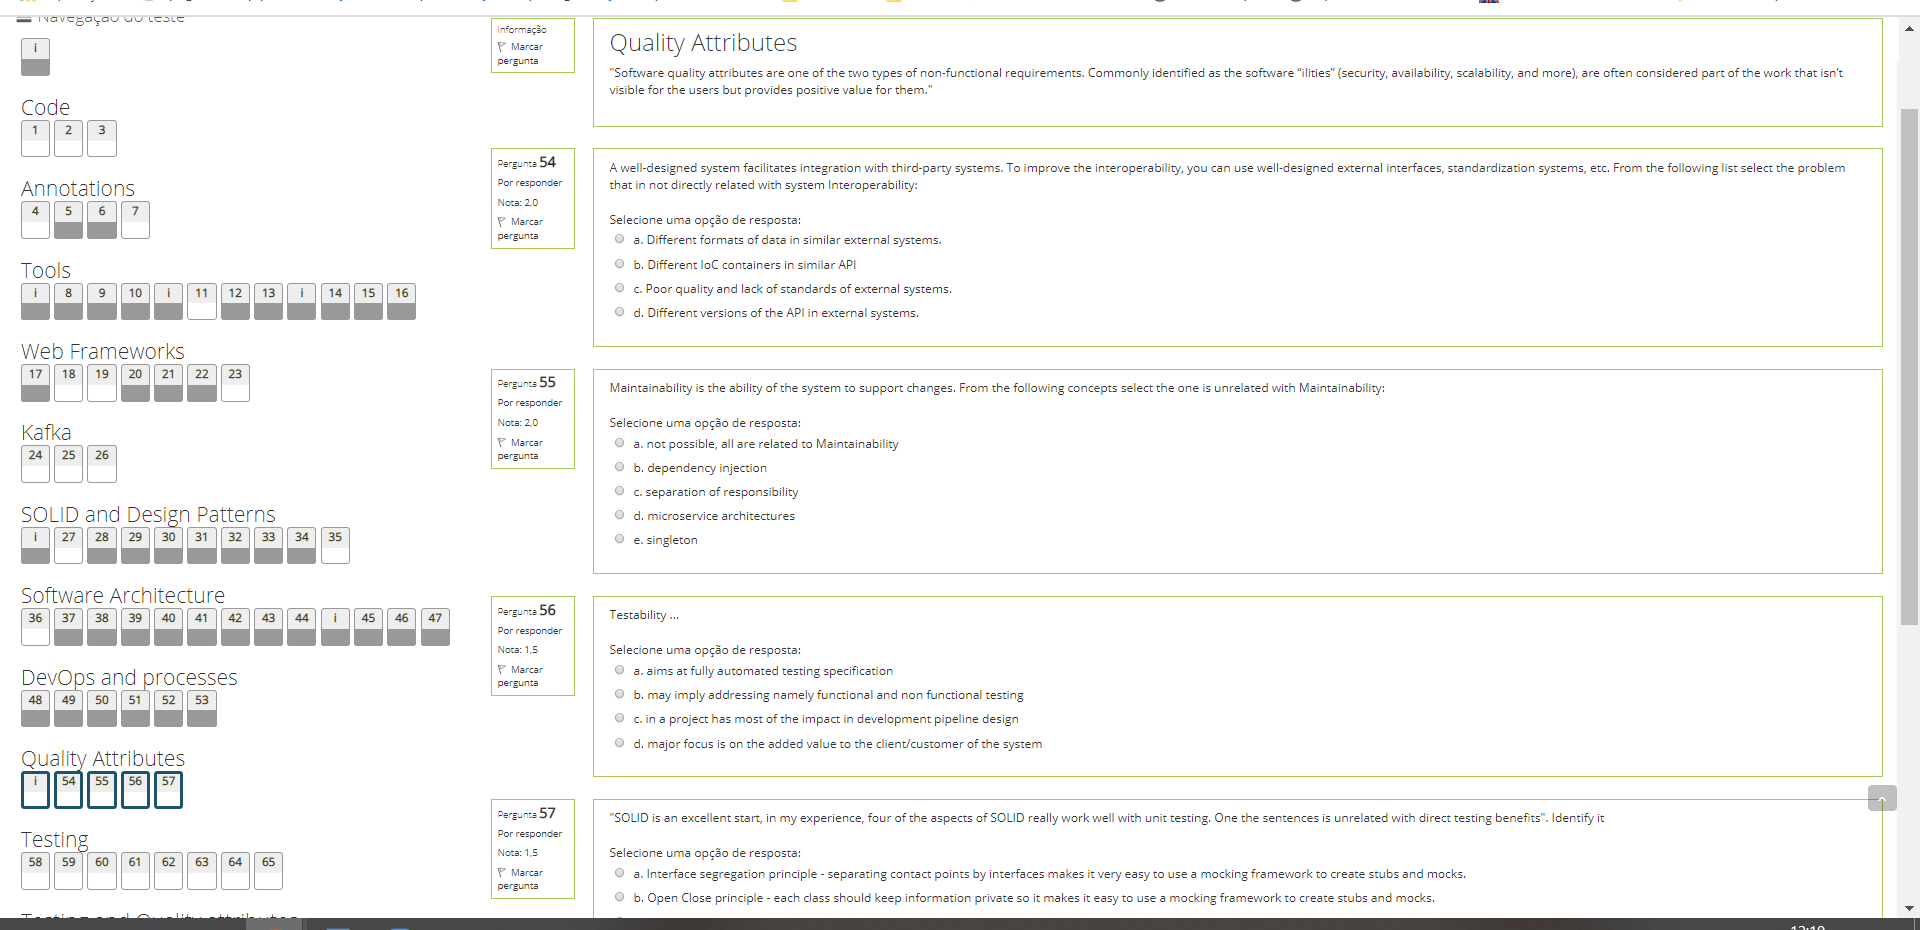 Navegação do teste
i
Code
1 2 3
Annotations
4 5 6 7
Tools
i 8 9 10 i 11 12 13 i 14 15 16
Web Frameworks
17 18 19 20 21 22 23
Kafka
24 25 26
SOLID and Design Patterns
i 27 28 29 30 31 32 33 34 35
Software Architecture
36 37 38 39 40 41 42 43 44 i 45 46 47
DevOps and processes
48 49 50 51 52 53
Quality Attributes
i 54 55 56 57
Testing
58 59 60 61 62 63 64 65
Testing and Quality attributes
Informação
Marcar
pergunta
Quality Attributes
"Software quality attributes are one of the two types of non-functional requirements. Commonly identified as the software “ilities” (security, availability, scalability, and more), are often considered part of the work that isn’t
visible for the users but provides positive value for them."
Pergunta 54
Por responder
Nota: 2,0
Marcar
pergunta
A well-designed system facilitates integration with third-party systems. To improve the interoperability, you can use well-designed external interfaces, standardization systems, etc. From the following list select the problem
that in not directly related with system Interoperability:
Selecione uma opção de resposta:
a. Different formats of data in similar external systems.
b. Different IoC containers in similar API
c. Poor quality and lack of standards of external systems.
d. Different versions of the API in external systems.
Pergunta 55
Por responder
Nota: 2,0
Marcar
pergunta
Maintainability is the ability of the system to support changes. From the following concepts select the one is unrelated with Maintainability:
Selecione uma opção de resposta:
a. not possible, all are related to Maintainability
b. dependency injection
c. separation of responsibility
d. microservice architectures
e. singleton
Pergunta 56
Por responder
Nota: 1,5
Marcar
pergunta
Testability ...
Selecione uma opção de resposta:
a. aims at fully automated testing specification
b. may imply addressing namely functional and non functional testing
c. in a project has most of the impact in development pipeline design
d. major focus is on the added value to the client/customer of the system
Pergunta 57
Por responder
Nota: 1,5
Marcar
pergunta
"SOLID is an excellent start, in my experience, four of the aspects of SOLID really work well with unit testing. One the sentences is unrelated with direct testing benefits". Identify it
Selecione uma opção de resposta:
a. Interface segregation principle - separating contact points by interfaces makes it very easy to use a mocking framework to create stubs and mocks.
b. Open Close principle - each class should keep information private so it makes it easy to use a mocking framework to create stubs and mocks.